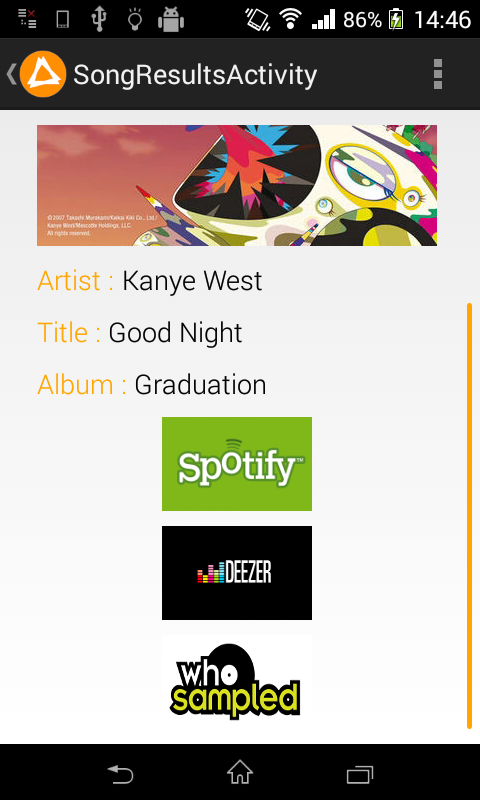 86% 14:46
SongResultsActivity
©2007 Takashi Murakami/Kaikai Kiki Co., Ltd./
Kanye West/Mascotte Holdings, LLC.
All rights reserved.
Artist : Kanye West
Title : Good Night
Album : Graduation
Spotify™
DEEZER
who
sampled